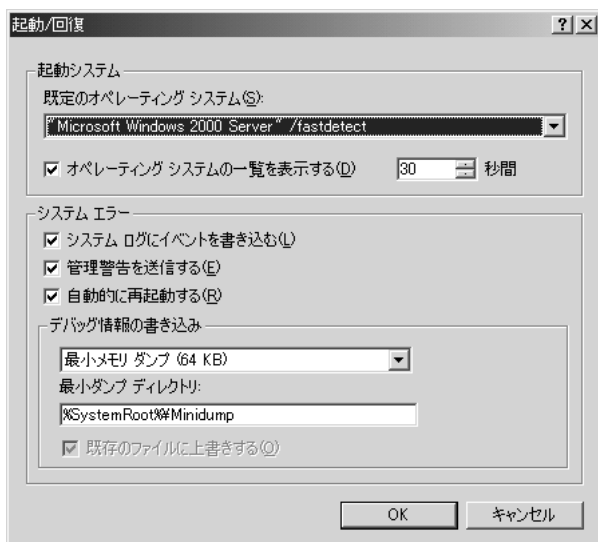 起動/回復
起動システム
既定のオペレーティング システム(S):
"Microsoft Windows 2000 Server" /fastdetect
オペレーティング システムの一覧を表示する(D) 30 秒間
システム エラー
システム ログにイベントを書き込む(L)
管理警告を送信する(E)
自動的に再起動する(R)
デバッグ情報の書き込み
最小メモリ ダンプ (64 KB)
最小ダンプ ディレクトリ:
%SystemRoot%¥Minidump
既存のファイルに上書きする(O)
OK キャンセル